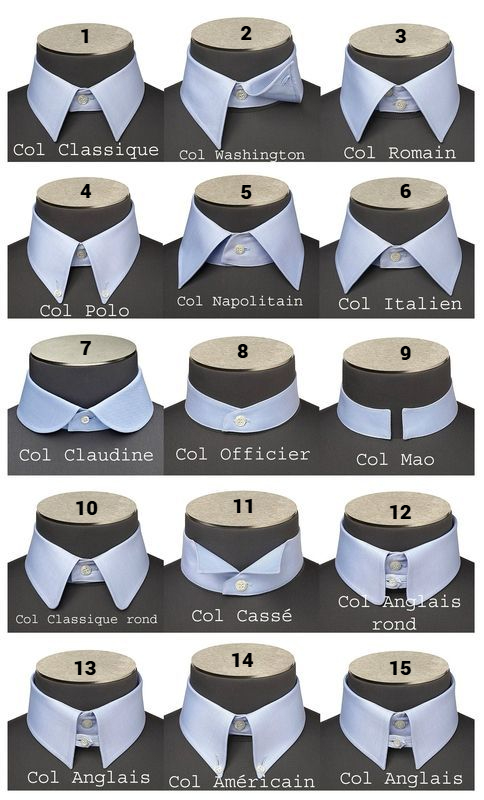 1
Col Classique
2
Col Washington
3
Col Romain
4
Col Polo
5
Col Napolitain
6
Col Italien
7
Col Claudine
8
Col Officier
9
Col Mao
10
Col Classique rond
11
Col Cassé
12
Col Anglais
rond
13
Col Anglais
14
Col Américain
15
Col Anglais